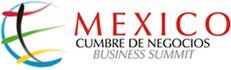 MEXICO
CUMBRE DE NEGOCIOS
BUSINESS SUMMIT